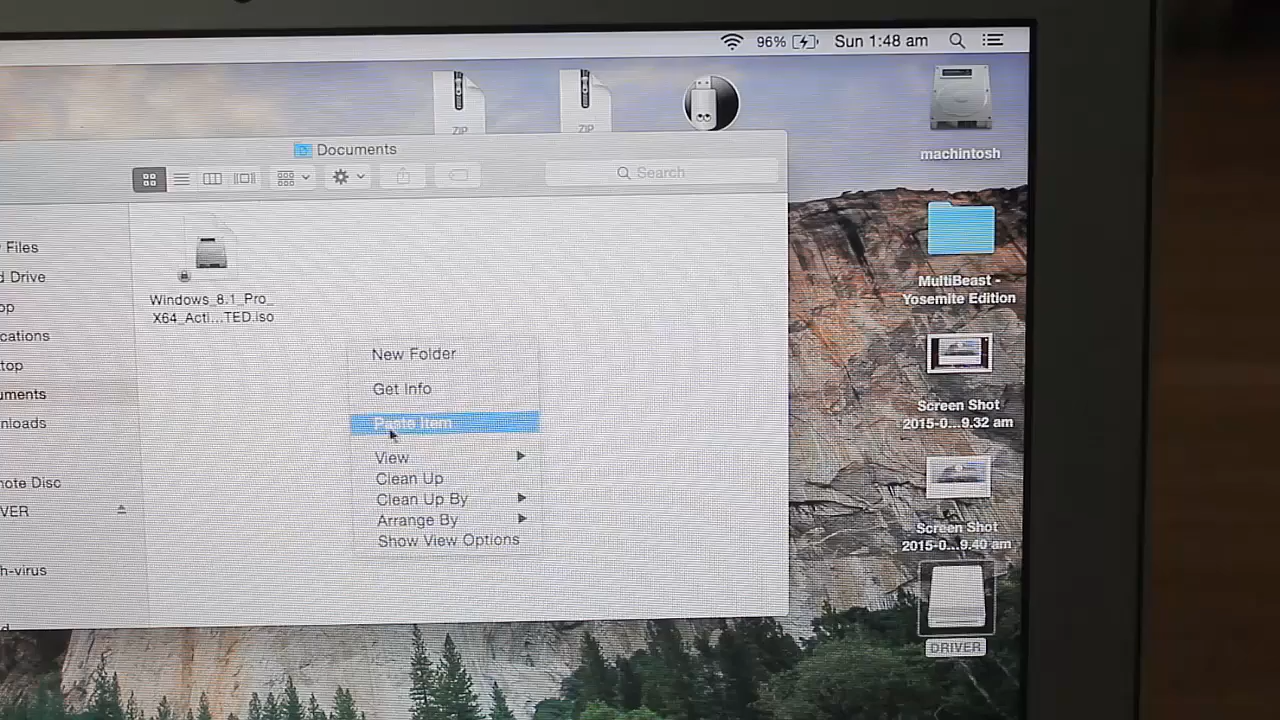 96% Sun 1:48 am
ZIP
ZIP
machintosh
Documents
Search
Files
Drive
Windows_8.1_Pro_
X64_Acti...TED.iso
MultiBeast -
Yosemite Edition
New Folder
Get Info
Paste Item
View
Clean Up
Clean Up By
Arrange By
Show View Options
Screen Shot
2015-0...9.32 am
Screen Shot
2015-0...9.40 am
DRIVER
cations
top
uments
nloads
note Disc
VER
h-virus